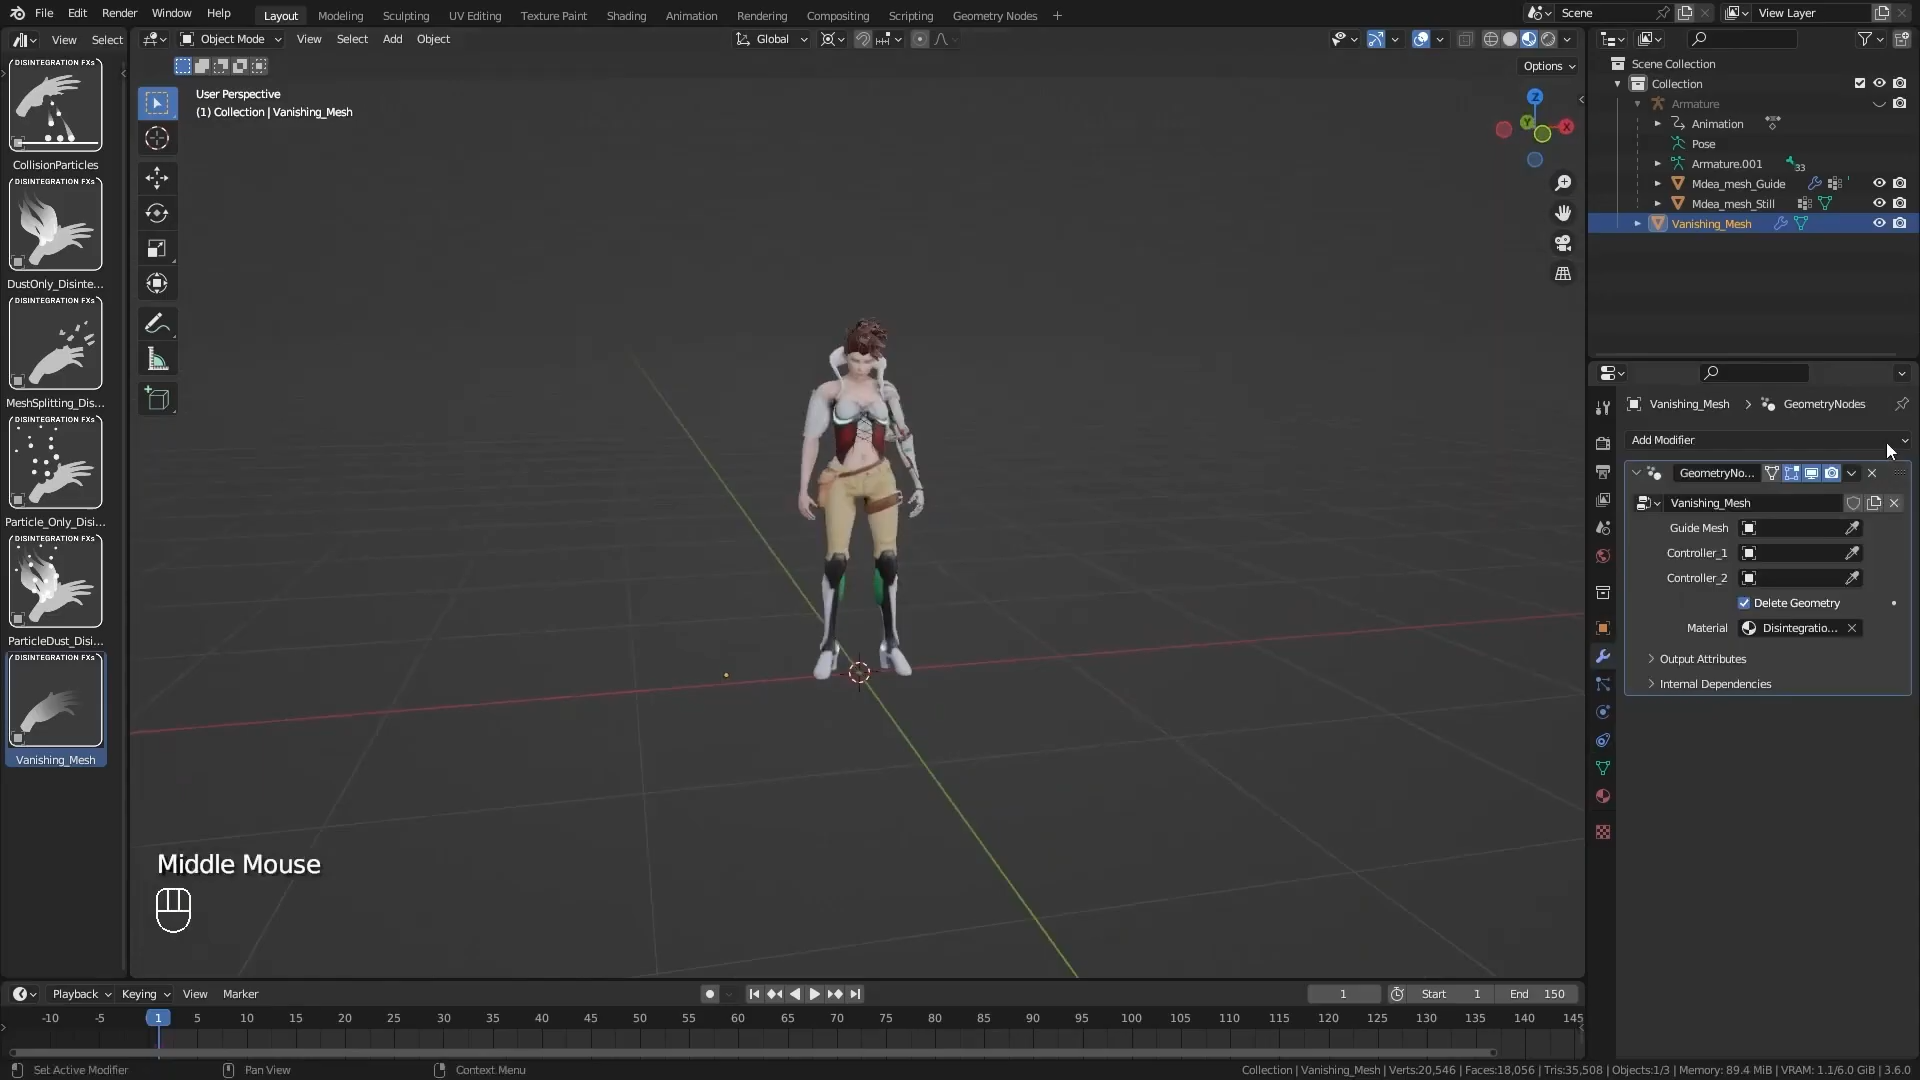 File Edit Render Window Help Layout Modeling Sculpting UV Editing Texture Paint Shading Animation Rendering Compositing Scripting Geometry Nodes + Scene View Layer
View Select Object Mode View Select Add Object Global
Options
DISINTEGRATION FXs
CollisionParticles
DISINTEGRATION FXs
DustOnly_Disinte...
DISINTEGRATION FXs
MeshSplitting_Dis...
DISINTEGRATION FXs
Particle_Only_Disi...
DISINTEGRATION FXs
ParticleDust_Disi...
DISINTEGRATION FXs
Vanishing_Mesh
User Perspective
(1) Collection | Vanishing_Mesh
Z
Y
X
Middle Mouse
Scene Collection
Collection
Armature
Animation
Pose
Armature.001 33
Mdea_mesh_Guide
Mdea_mesh_Still
Vanishing_Mesh
Vanishing_Mesh > GeometryNodes
Add Modifier
GeometryNo...
Vanishing_Mesh
Guide Mesh
Controller_1
Controller_2
Delete Geometry
Material Disintegratio...
Output Attributes
Internal Dependencies
Playback Keying View Marker 1 Start 1 End 150
-10 -5 1 5 10 15 20 25 30 35 40 45 50 55 60 65 70 75 80 85 90 95 100 105 110 115 120 125 130 135 140 145
Set Active Modifier Pan View Context Menu Collection | Vanishing_Mesh | Verts:20,546 | Faces:18,056 | Tris:35,508 | Objects:1/3 | Memory: 89.4 MiB | VRAM: 1.1/6.0 GiB | 3.6.0